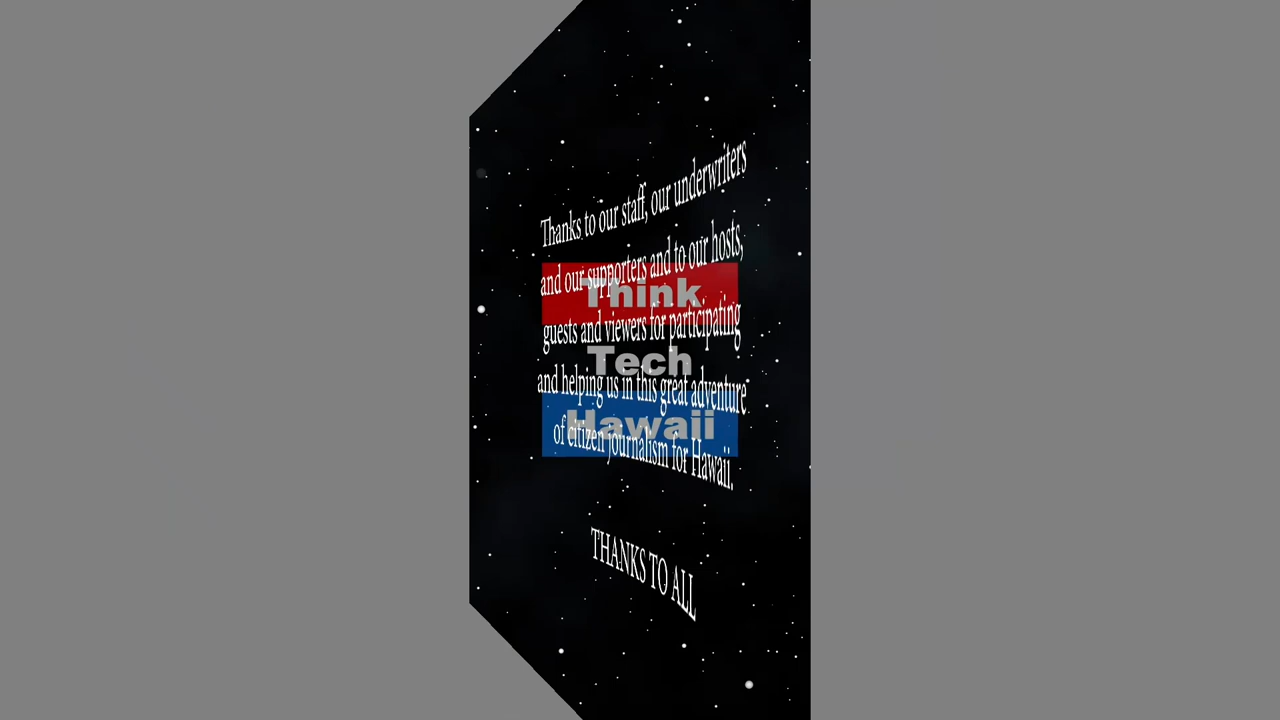 Thanks to our staff, our underwriters
and our supporters and to our hosts,
Think
guests and viewers for participating
Tech
and helping us in this great adventure
Hawaii
of citizen journalism for Hawaii.
THANKS TO ALL